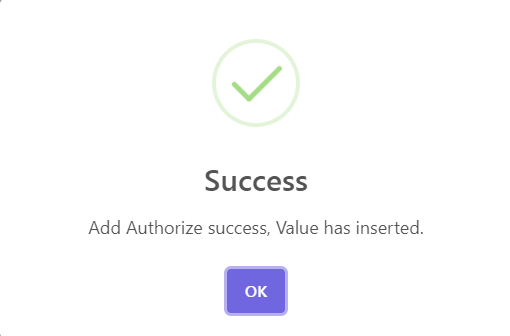 Success
Add Authorize success, Value has inserted.
OK